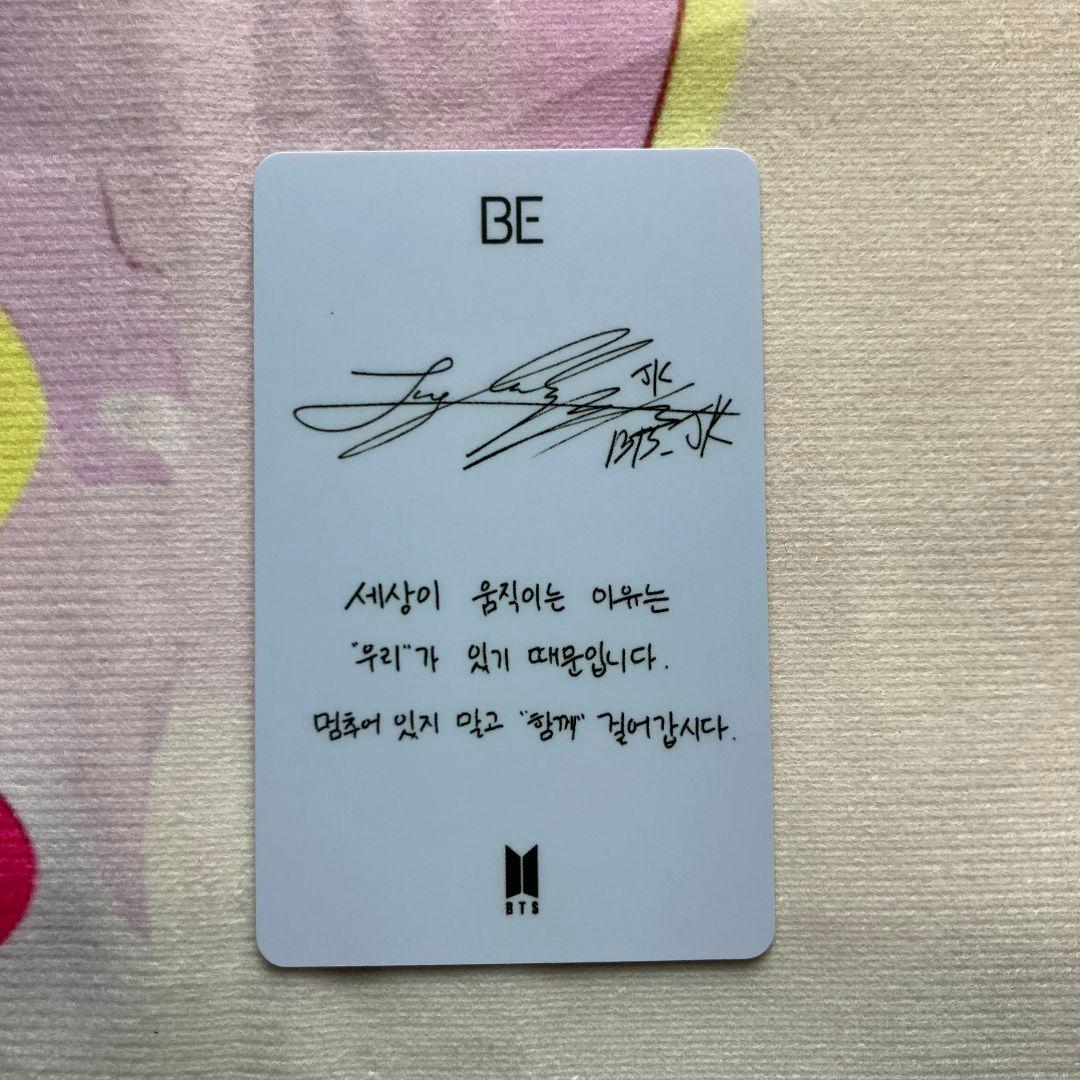 BE
JK
BTS_JK
세상이 움직이는 이유는
"우리"가 있기 때문입니다.
멈추어 있지 말고 "함께" 걸어갑시다.
BTS